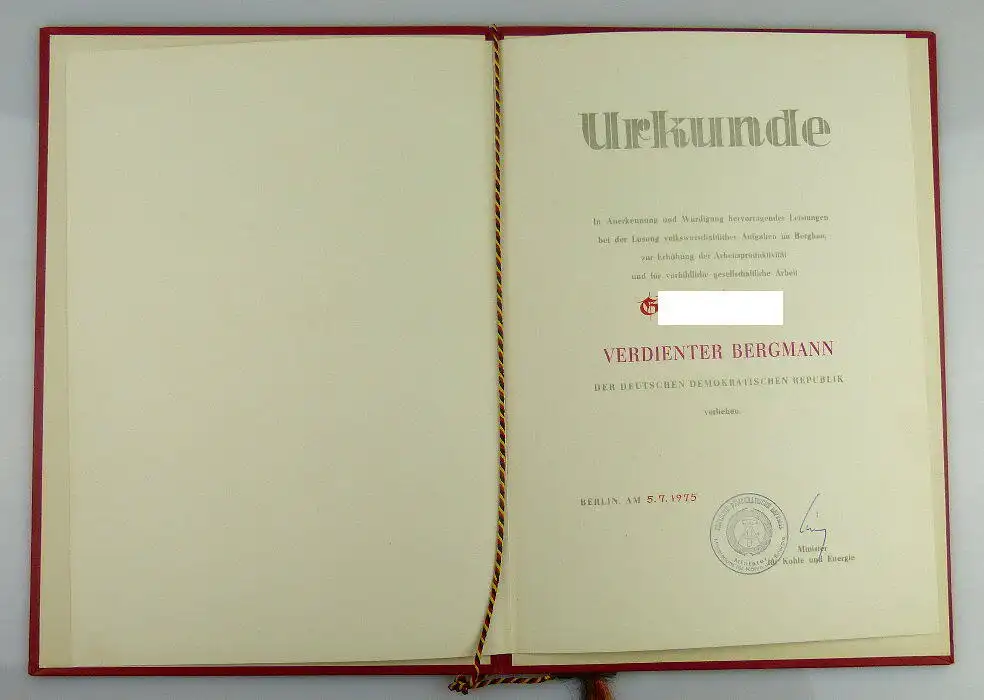 Urkunde
In Anerkennung und Würdigung hervorragender Leistungen
bei der Lösung volkswirtschaftlicher Aufgaben im Bergbau,
zur Erhöhung der Arbeitsproduktivität
und für vorbildliche gesellschaftliche Arbeit
G
VERDIENTER BERGMANN
DER DEUTSCHEN DEMOKRATISCHEN REPUBLIK
verliehen.
BERLIN, AM 5.7.1975
Minister
für Kohle und Energie